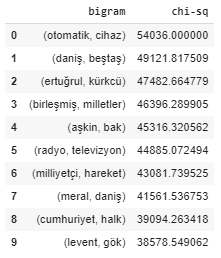 bigram chi-sq
0 (otomatik, cihaz) 54036.000000
1 (daniş, beştaş) 49121.817509
2 (ertuğrul, kürkcü) 47482.664779
3 (birleşmiş, milletler) 46396.289905
4 (aşkin, bak) 45316.320562
5 (radyo, televizyon) 44885.072494
6 (milliyetçi, hareket) 43081.739525
7 (meral, daniş) 41561.536753
8 (cumhuriyet, halk) 39094.263418
9 (levent, gök) 38578.549062